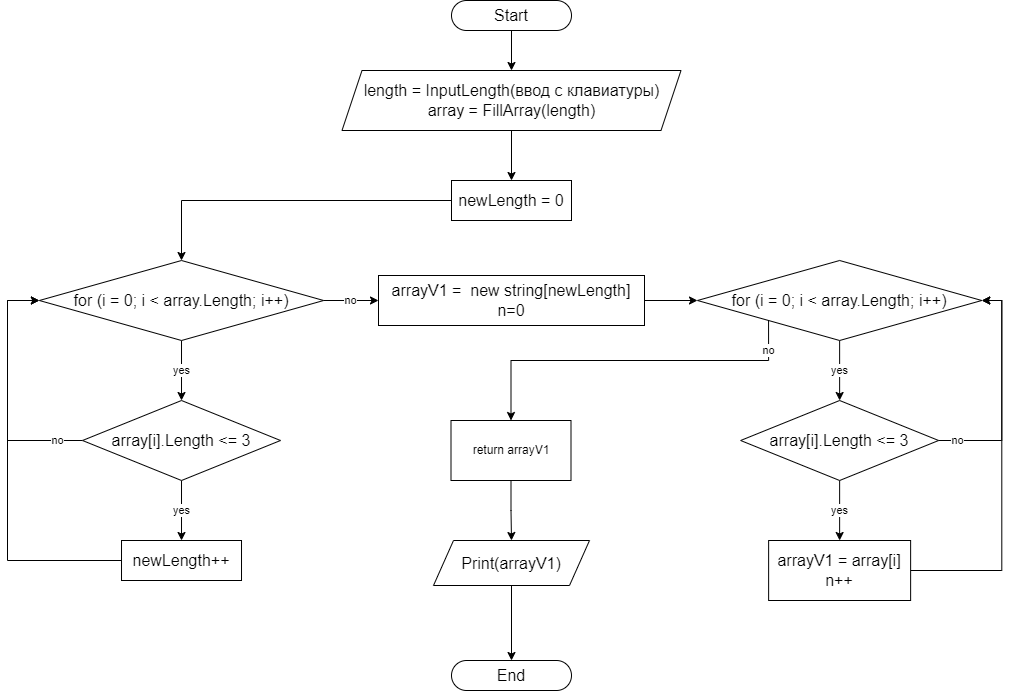 Start
length = InputLength(ввод с клавиатуры)
array = FillArray(length)
newLength = 0
for (i = 0; i < array.Length; i++)
no
arrayV1 =  new string[newLength]
n=0
for (i = 0; i < array.Length; i++)
no
yes
yes
array[i].Length <= 3
no
return arrayV1
array[i].Length <= 3
no
yes
yes
newLength++
Print(arrayV1)
arrayV1 = array[i]
n++
End